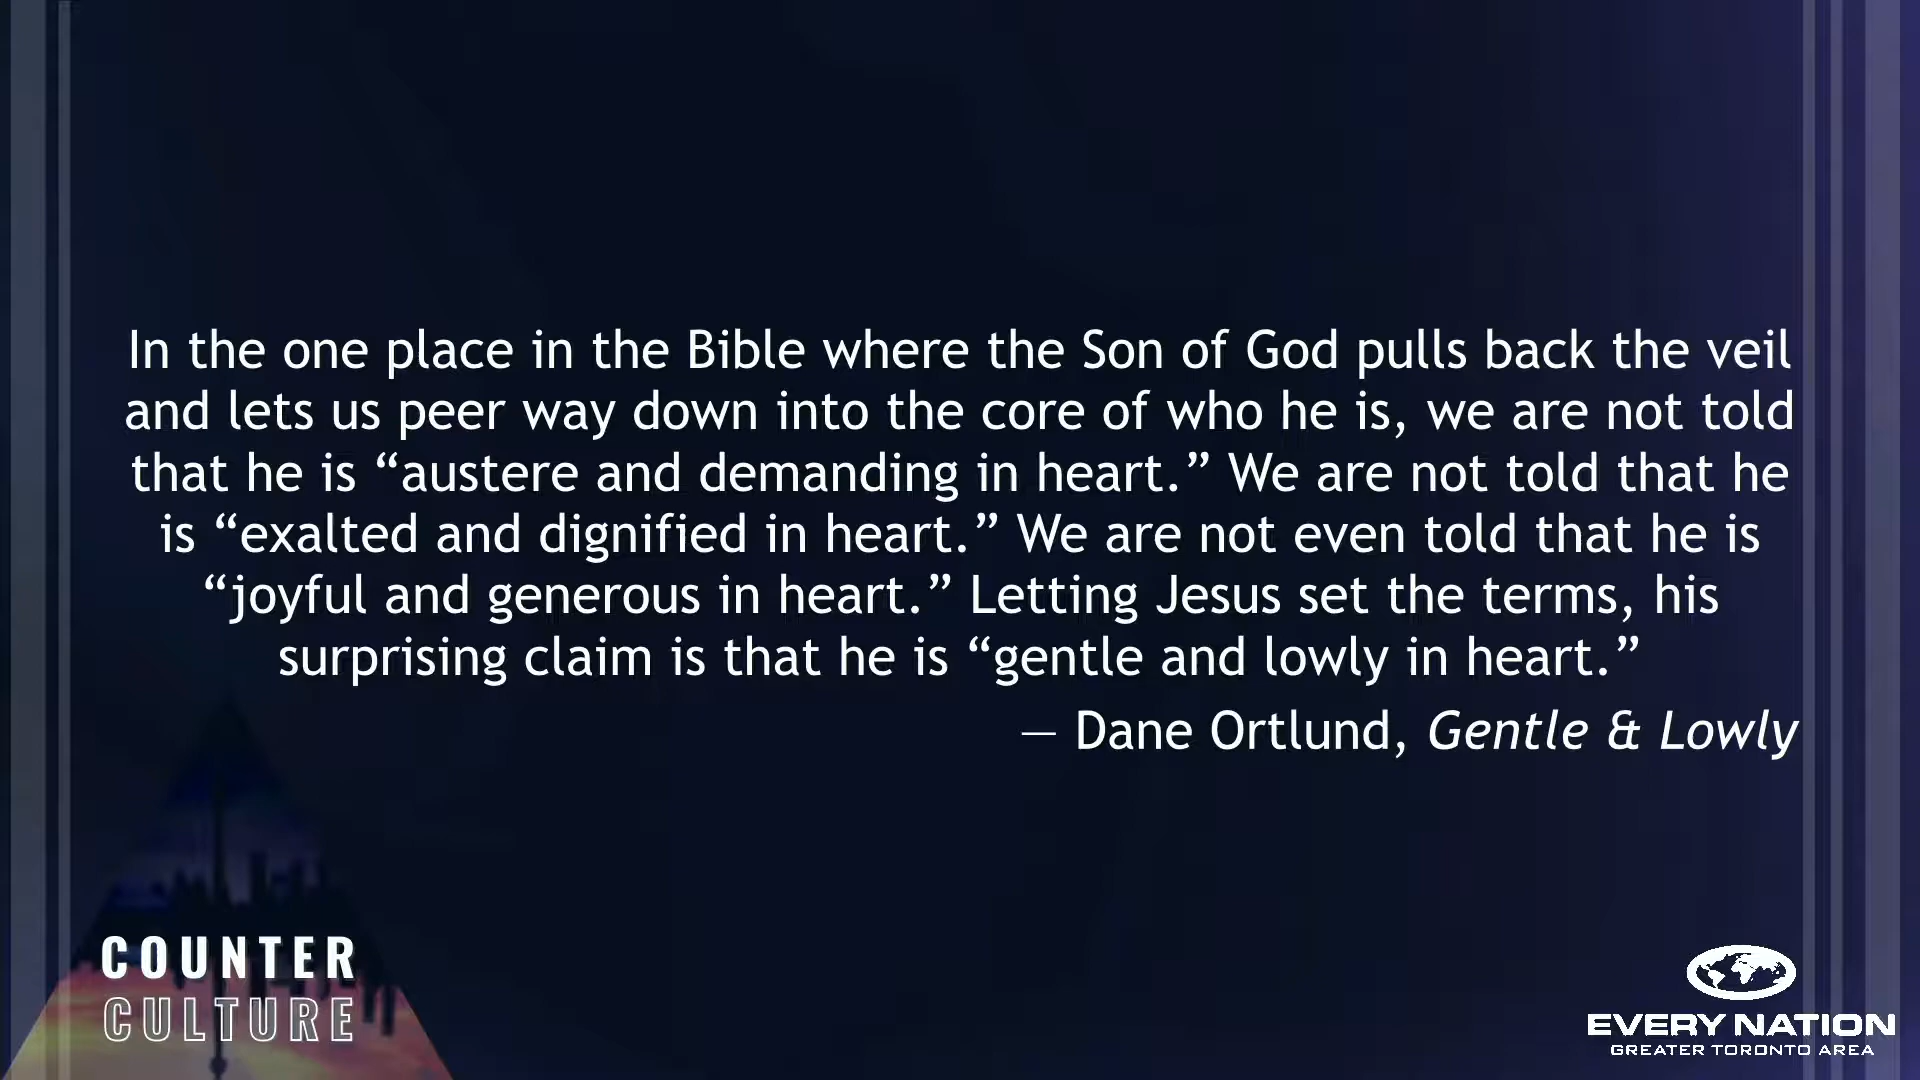 In the one place in the Bible where the Son of God pulls back the veil
and lets us peer way down into the core of who he is, we are not told
that he is “austere and demanding in heart.” We are not told that he
is “exalted and dignified in heart.” We are not even told that he is
“joyful and generous in heart.” Letting Jesus set the terms, his
surprising claim is that he is “gentle and lowly in heart.”
— Dane Ortlund, Gentle & Lowly
COUNTER
CULTURE
EVERY NATION
GREATER TORONTO AREA